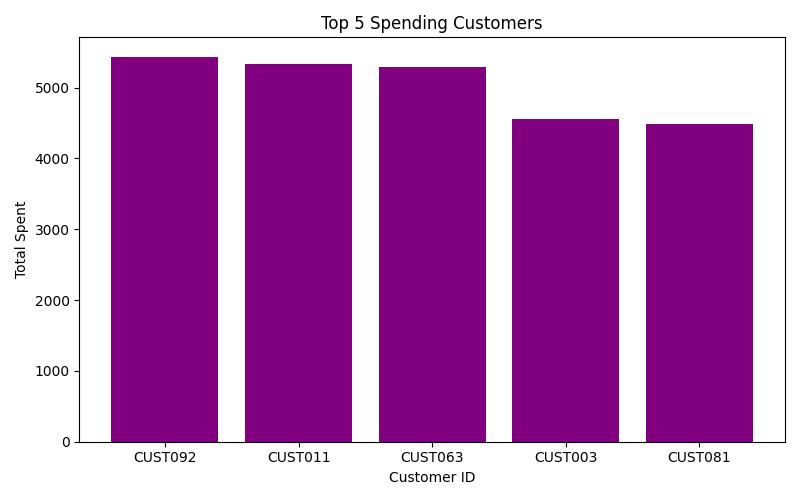 Top 5 Spending Customers
Total Spent
5000
4000
3000
2000
1000
0
CUST092 CUST011 CUST063 CUST003 CUST081
Customer ID